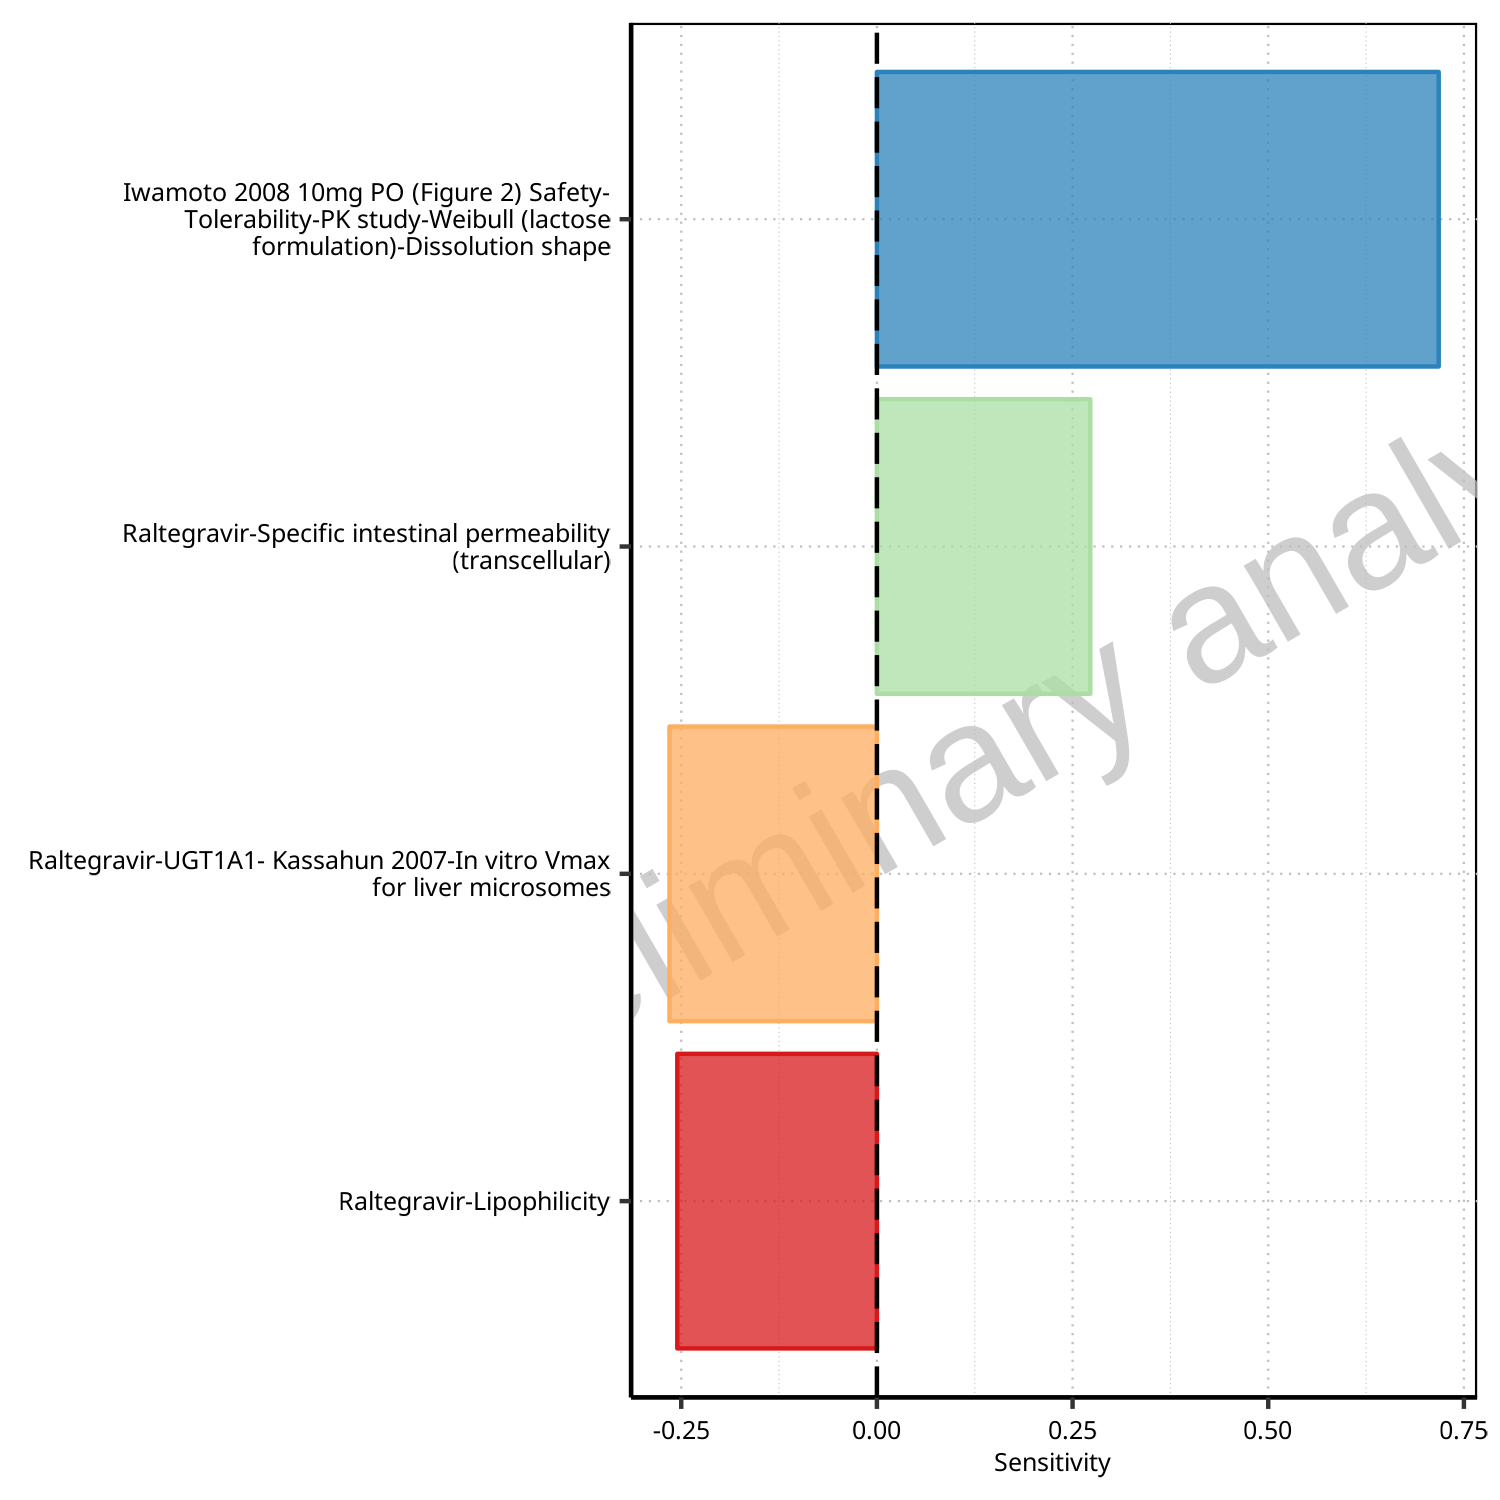 Iwamoto 2008 10mg PO (Figure 2) Safety-
Tolerability-PK study-Weibull (lactose
formulation)-Dissolution shape
Raltegravir-Specific intestinal permeability
(transcellular)
Raltegravir-UGT1A1- Kassahun 2007-In vitro Vmax
for liver microsomes
Raltegravir-Lipophilicity
liminary analy
-0.25 0.00 0.25 0.50 0.75
Sensitivity